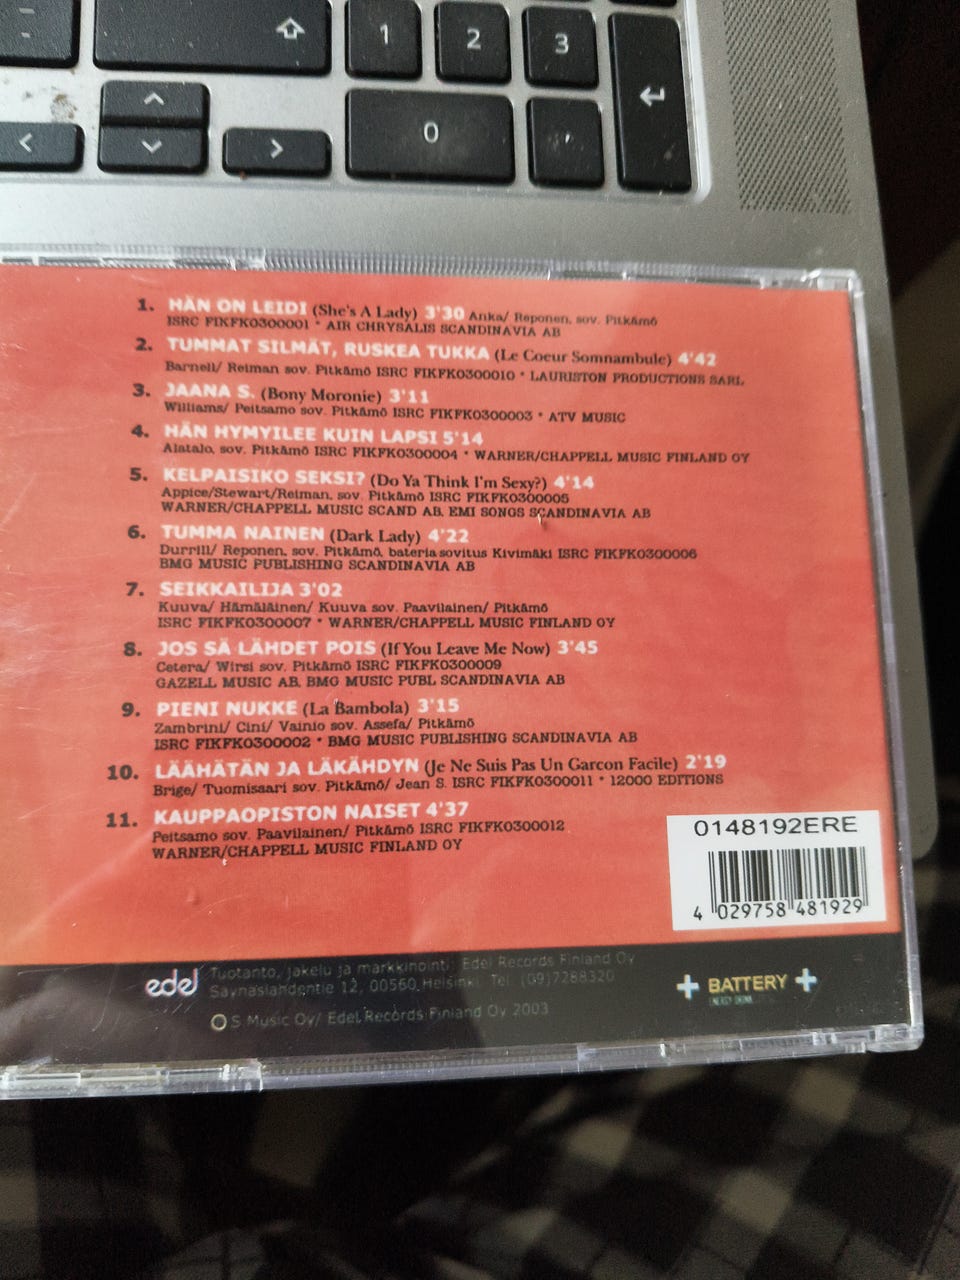 1 2 3
0 ,
1. HÄN ON LEIDI (She's A Lady) 3'30 Anka/ Reponen, sov. Pitkämö
ISRC FIKFK0300001 * AIR CHRYSALIS SCANDINAVIA AB
2. TUMMAT SILMÄT, RUSKEA TUKKA (Le Coeur Somnambule) 4'42
Barnell/ Reiman sov. Pitkämö ISRC FIKFK0300010 * LAURISTON PRODUCTIONS SARL
3. JAANA S. (Bony Moronie) 3'11
Williams/ Peitsamo sov. Pitkämö ISRC FIKFK0300003 * ATV MUSIC
4. HÄN HYMYILEE KUIN LAPSI 5'14
Alatalo, sov. Pitkämö ISRC FIKFK0300004 * WARNER/CHAPPELL MUSIC FINLAND OY
5. KELPAISIKO SEKSI? (Do Ya Think I'm Sexy?) 4'14
Appice/Stewart/Reiman, sov. Pitkämö ISRC FIKFK0300005
WARNER/CHAPPELL MUSIC SCAND AB, EMI SONGS SCANDINAVIA AB
6. TUMMA NAINEN (Dark Lady) 4'22
Durrill/ Reponen, sov. Pitkämö, bateria sovitus Kivimäki ISRC FIKFK0300006
BMG MUSIC PUBLISHING SCANDINAVIA AB
7. SEIKKAILIJA 3'02
Kuuva/ Hämäläinen/ Kuuva sov. Paavilainen/ Pitkämö
ISRC FIKFK0300007 * WARNER/CHAPPELL MUSIC FINLAND OY
8. JOS SÄ LÄHDET POIS (If You Leave Me Now) 3'45
Cetera/ Wirsi sov. Pitkämö ISRC FIKFK0300009
GAZELL MUSIC AB, BMG MUSIC PUBL SCANDINAVIA AB
9. PIENI NUKKE (La Bambola) 3'15
Zambrini/ Cini/ Vainio sov. Assefa/ Pitkämö
ISRC FIKFK0300002 * BMG MUSIC PUBLISHING SCANDINAVIA AB
10. LÄÄHÄTÄN JA LÄKÄHDYN (Je Ne Suis Pas Un Garcon Facile) 2'19
Brige/ Tuomisaari sov. Pitkämö/ Jean S. ISRC FIKFK0300011 * 12000 EDITIONS
11. KAUPPAOPISTON NAISET 4'37
Peitsamo sov. Paavilainen/ Pitkämö ISRC FIKFK0300012
WARNER/CHAPPELL MUSIC FINLAND OY
0148192ERE
4 029758 481929
edel
Tuotanto, jakelu ja markkinointi: Edel Records Finland Oy
Säynäslahdentie 12, 00560 Helsinki Tel. (09)7288320
Ⓟ S Music Oy/ Edel Records Finland Oy 2003
BATTERY
ENERGY DRINK